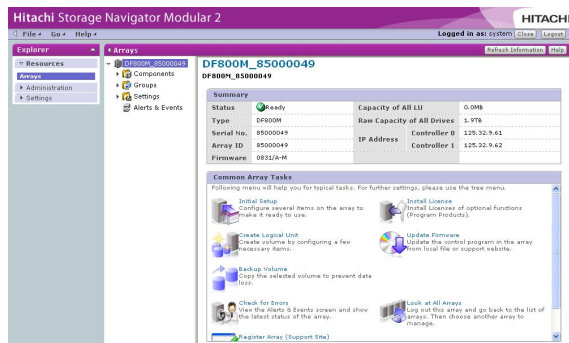 Hitachi Storage Navigator Modular 2
HITACHI
File Go Help
Logged in as: system Close Logout
Explorer
Arrays
Refresh Information Help
Resources
Arrays
Administration
Settings
DF800M_85000049
Components
Groups
Settings
Alerts & Events
DF800M_85000049
DF800M_85000049
Summary
Status Ready Capacity of All LU 0.0MB
Type DF800M Raw Capacity of All Drives 1.9TB
Serial No. 85000049 IP Address Controller 0 125.32.9.61
Array ID 85000049 Controller 1 125.32.9.62
Firmware 0831/A-M
Common Array Tasks
Following menu will help you for typical tasks. For further settings, please use the tree menu.
Initial Setup
Configure several items on the array to
make it ready to use.
Install License
Install Licenses of optional functions
(Program Products).
Create Logical Unit
Create volume by configuring a few
necessary items.
Update Firmware
Update the control program in the array
from local file or support website.
Backup Volume
Copy the selected volume to prevent data
loss.
Check for Errors
View the Alerts & Events screen and show
the latest status of the array.
Look at All Arrays
Log out this array and go back to the list of
arrays. Then choose another array to
manage.
Register Array (Support Site)